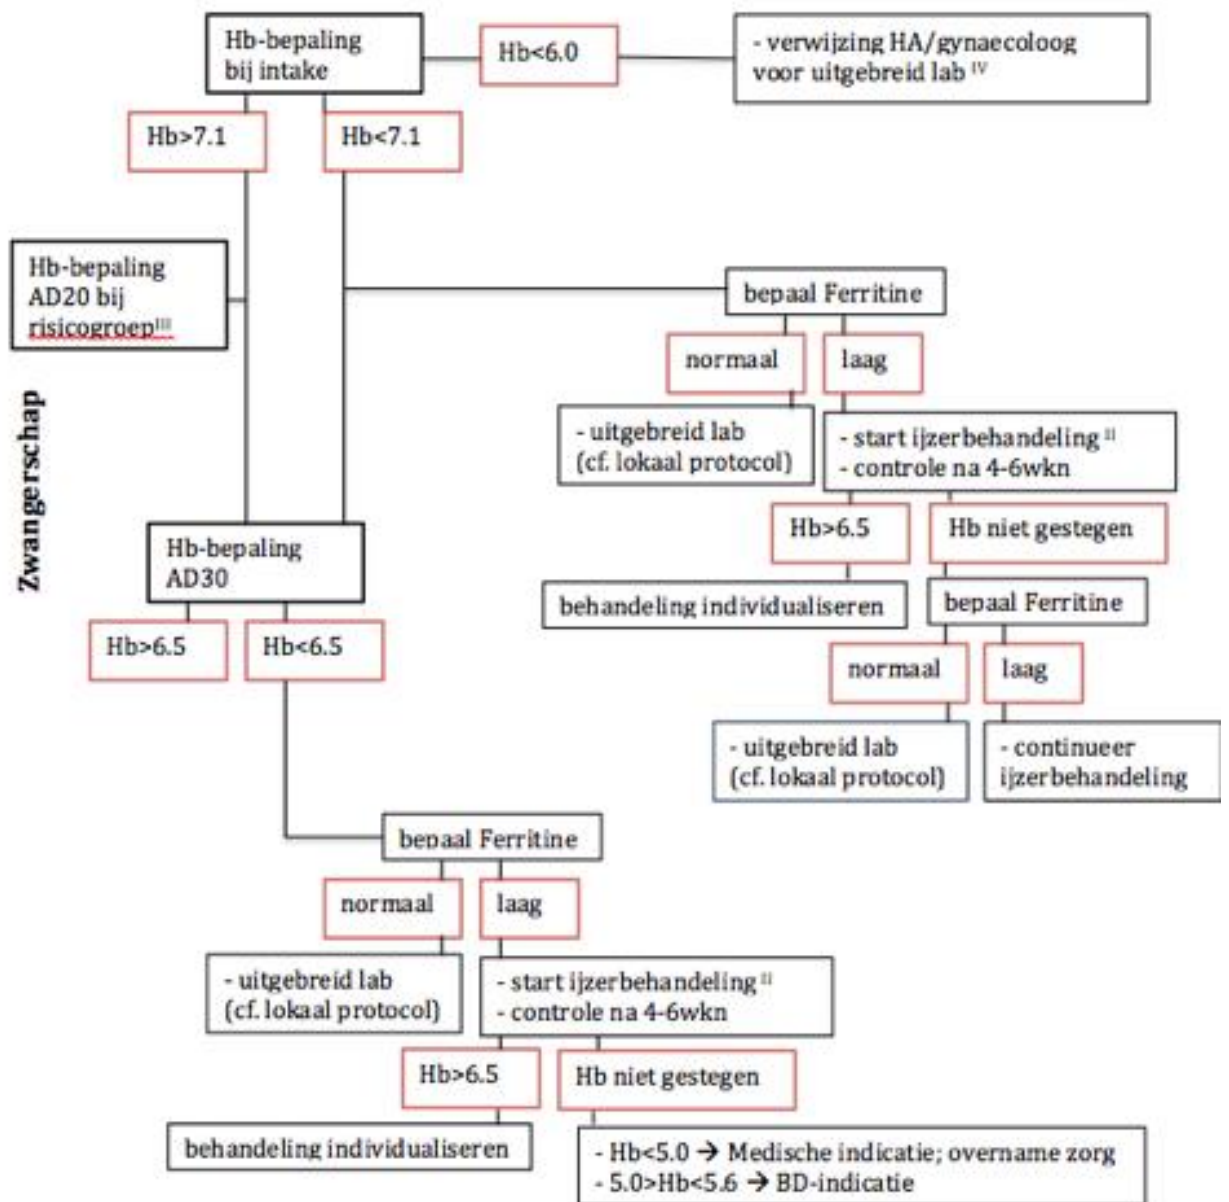 Hb-bepaling
bij intake
Hb<6.0
- verwijzing HA/gynaecoloog
voor uitgebreid lab IV
Hb>7.1
Hb<7.1
Hb-bepaling
AD20 bij
risicogroep III
Zwangerschap
bepaal Ferritine
normaal
laag
- uitgebreid lab
(cf. lokaal protocol)
- start ijzerbehandeling II
- controle na 4-6wkn
Hb>6.5
Hb niet gestegen
behandeling individualiseren
bepaal Ferritine
normaal
laag
- uitgebreid lab
(cf. lokaal protocol)
- continueer
ijzerbehandeling
Hb-bepaling
AD30
Hb>6.5
Hb<6.5
bepaal Ferritine
normaal
laag
- uitgebreid lab
(cf. lokaal protocol)
- start ijzerbehandeling II
- controle na 4-6wkn
Hb>6.5
Hb niet gestegen
behandeling individualiseren
- Hb<5.0 → Medische indicatie; overname zorg
- 5.0>Hb<5.6 → BD-indicatie